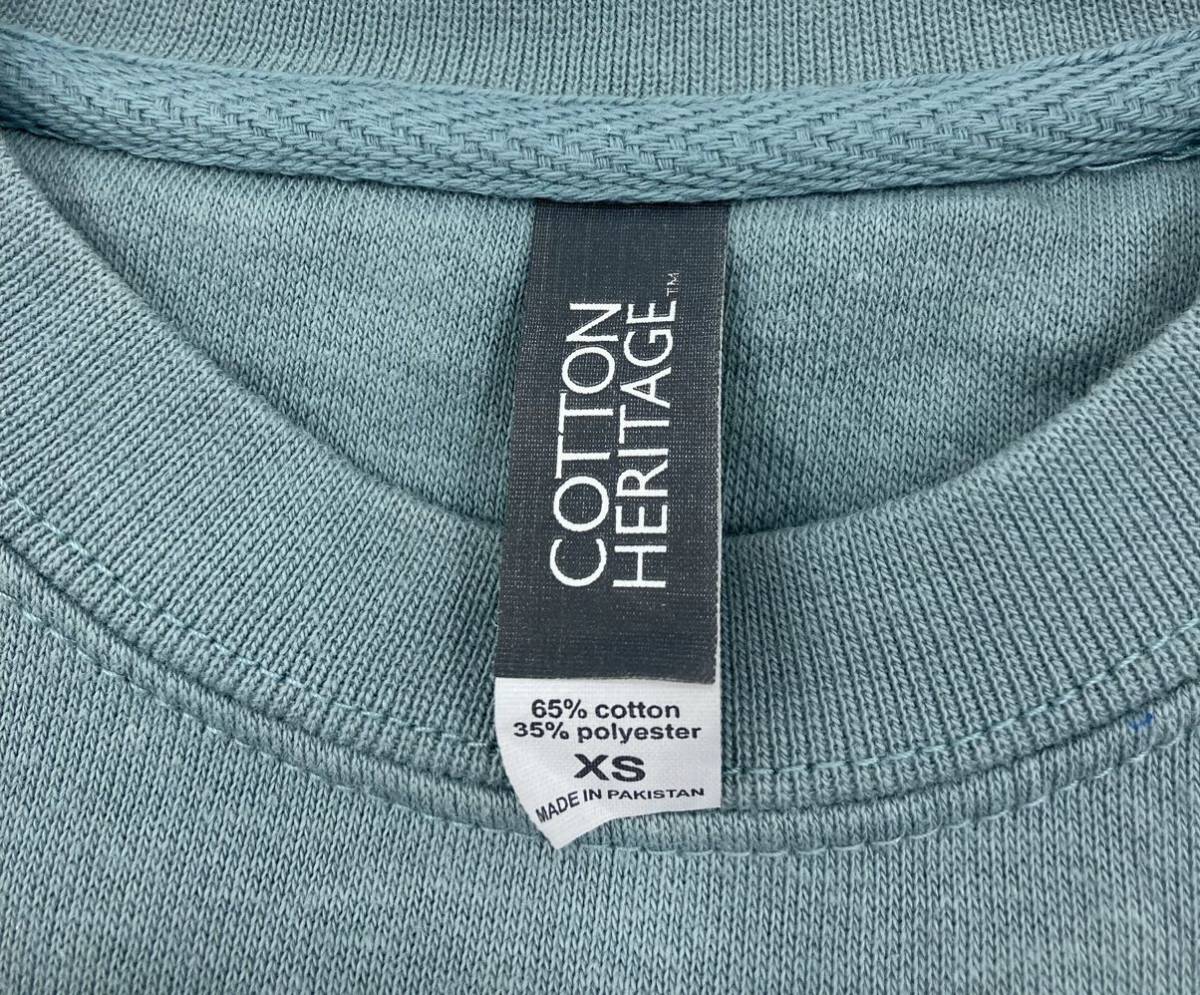 COTTON
HERITAGE™
65% cotton
35% polyester
XS
MADE IN PAKISTAN